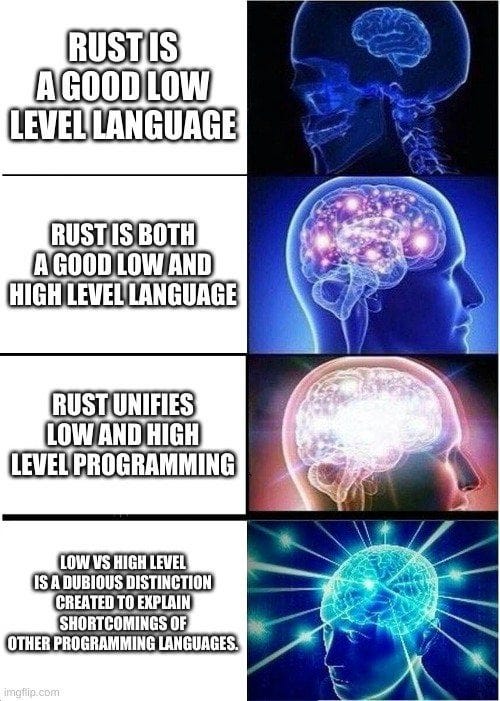 RUST IS
A GOOD LOW
LEVEL LANGUAGE
RUST IS BOTH
A GOOD LOW AND
HIGH LEVEL LANGUAGE
RUST UNIFIES
LOW AND HIGH
LEVEL PROGRAMMING
LOW VS HIGH LEVEL
IS A DUBIOUS DISTINCTION
CREATED TO EXPLAIN
SHORTCOMINGS OF
OTHER PROGRAMMING LANGUAGES.
imgflip.com